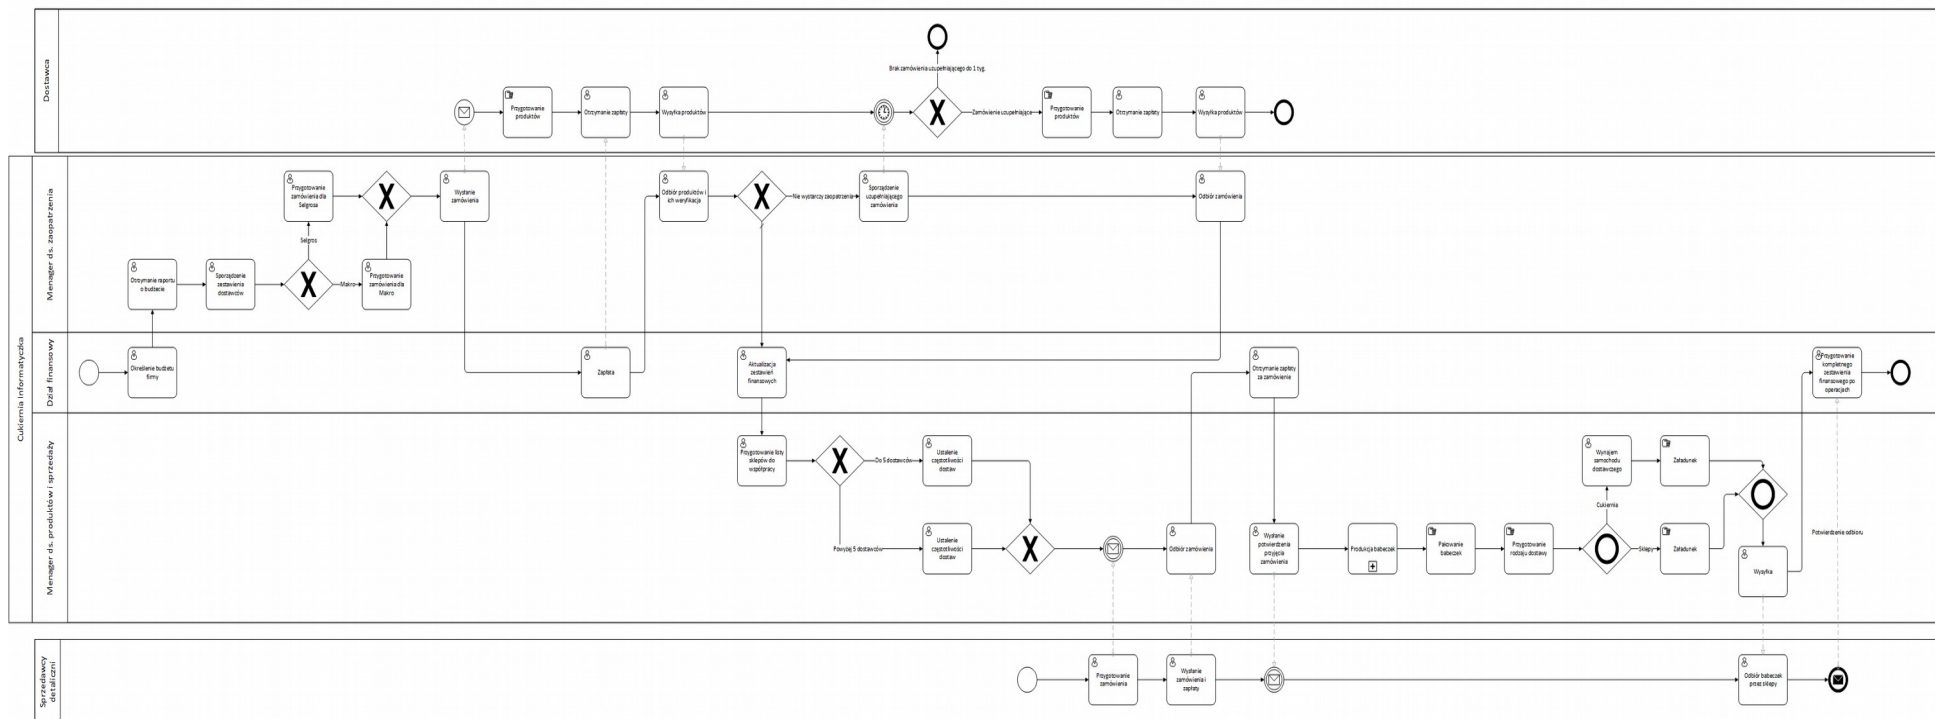 Dostawca
Brak zamówienia uzupełniającego do 1 tyg.
Przygotowanie
produktów
Otrzymanie zapłaty
Wysyłka produktów
Zamówienie uzupełniające
Przygotowanie
produktów
Otrzymanie zapłaty
Wysyłka produktów
Cukiernia Informatyczka
Menager ds. zaopatrzenia
Przygotowanie
zamówienia dla
Selgrosa
Wysłanie
zamówienia
Odbiór produktów i
ich weryfikacja
Nie wystarczy zaopatrzenia
Sporządzenie
uzupełniającego
zamówienia
Odbiór zamówienia
Selgros
Otrzymanie raportu
o budżecie
Sporządzenie
zestawienia
dostawców
Makro
Przygotowanie
zamówienia dla
Makro
Dział finansowy
Określenie budżetu
firmy
Zapłata
Aktualizacja
zestawień
finansowych
Otrzymanie zapłaty
za zamówienie
Przygotowanie
kompletnego
zestawienia
finansowego po
operacjach
Menager ds. produktów i sprzedaży
Przygotowanie listy
sklepów do
współpracy
Do 5 dostawców
Ustalenie
częstotliwości
dostaw
Wynajem
samochodu
dostawczego
Załadunek
Cukiernia
Powyżej 5 dostawców
Ustalenie
częstotliwości
dostaw
Odbiór zamówienia
Wysłanie
potwierdzenia
przyjęcia
zamówienia
Produkcja babeczek
Pakowanie
babeczek
Przygotowanie
rodzaju dostawy
Sklepy
Załadunek
Wysyłka
Potwierdzenie odbioru
Sprzedawcy
detaliczni
Przygotowanie
zamówienia
Wysłanie
zamówienia i
zapłaty
Odbiór babeczek
przez sklepy